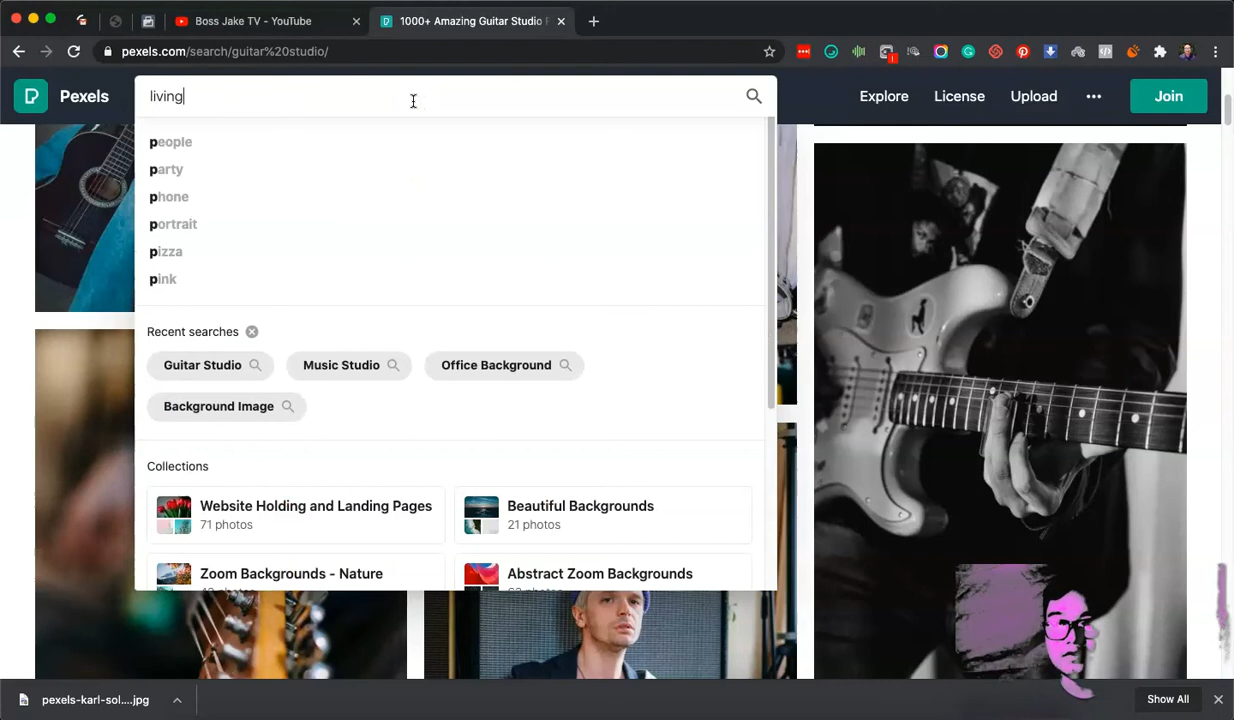 Boss Jake TV - YouTube
1000+ Amazing Guitar Studio P
pexels.com/search/guitar%20studio/
1
Pexels
living
Explore
License
Upload
Join
people
party
phone
portrait
pizza
pink
Recent searches
Guitar Studio
Music Studio
Office Background
Background Image
Collections
Website Holding and Landing Pages
71 photos
Beautiful Backgrounds
21 photos
Zoom Backgrounds - Nature
Abstract Zoom Backgrounds
pexels-karl-sol....jpg
Show All